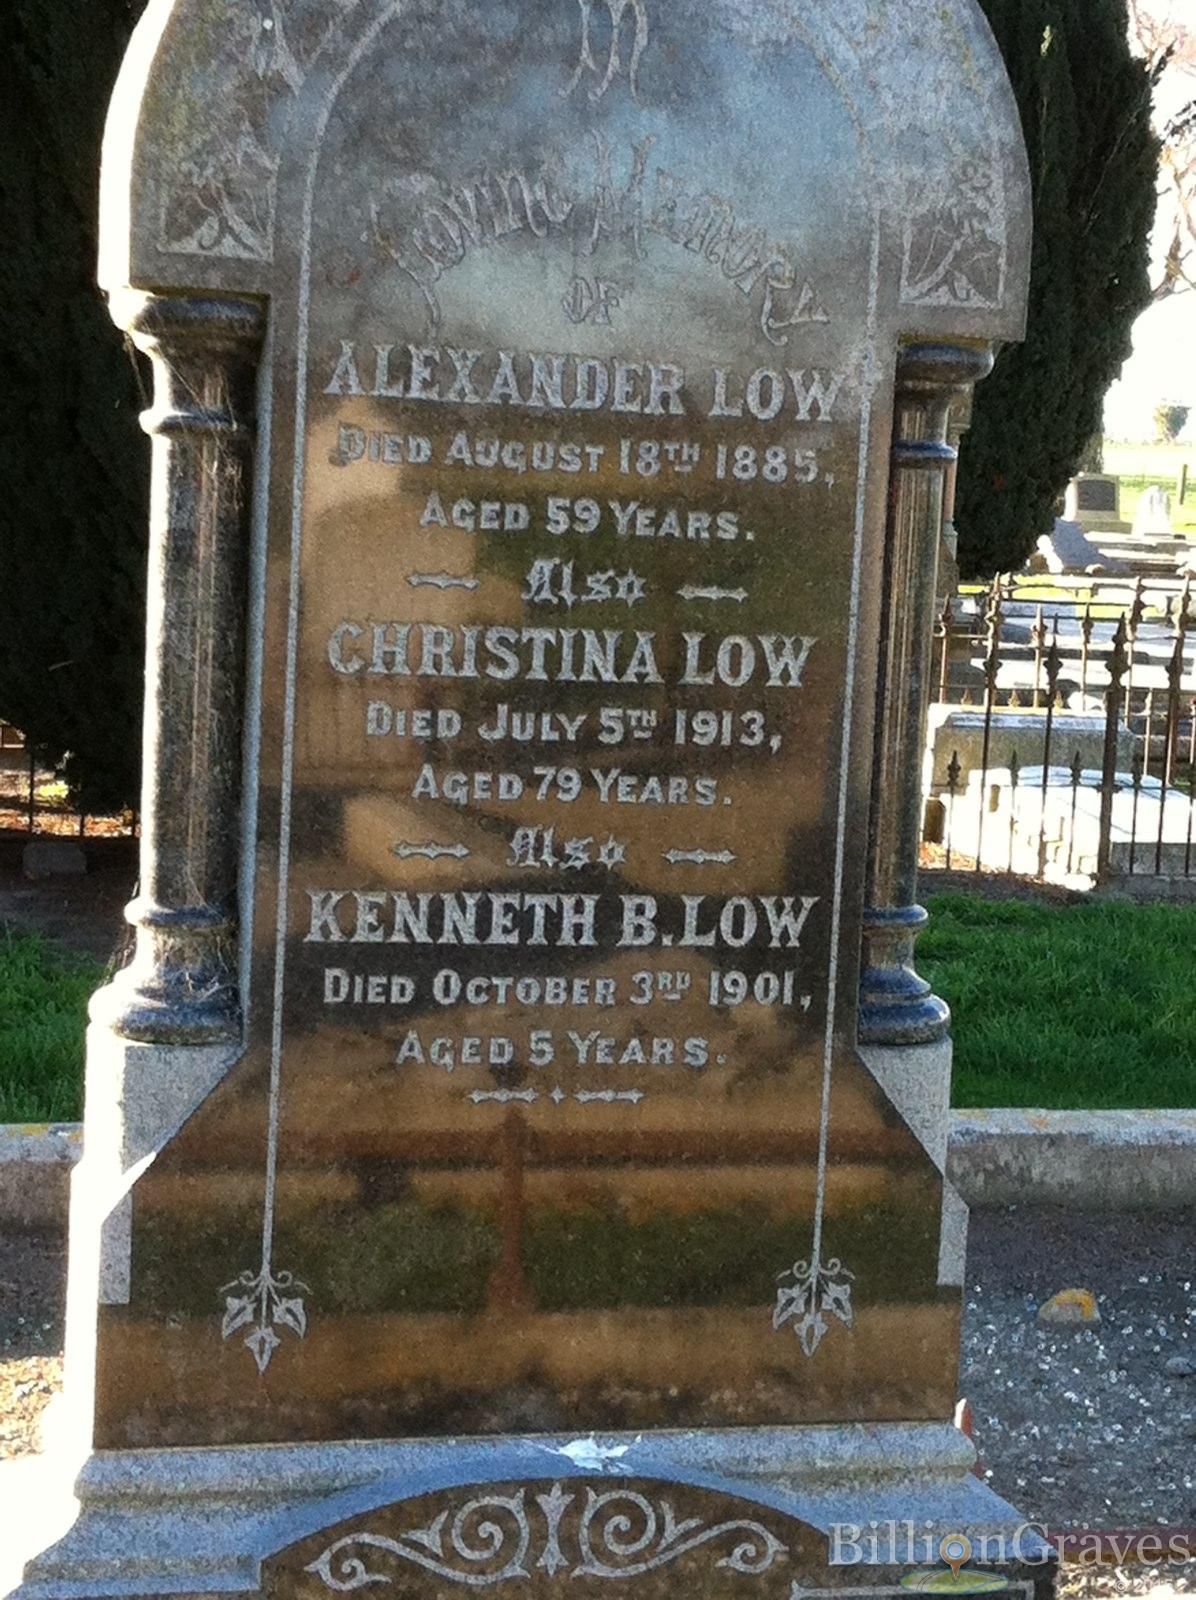 In
Loving Memory
OF
ALEXANDER LOW
DIED AUGUST 18TH 1885,
AGED 59 YEARS.
Also
CHRISTINA LOW
DIED JULY 5TH 1913,
AGED 79 YEARS.
Also
KENNETH B. LOW
DIED OCTOBER 3RD 1901,
AGED 5 YEARS.
BillionGraves